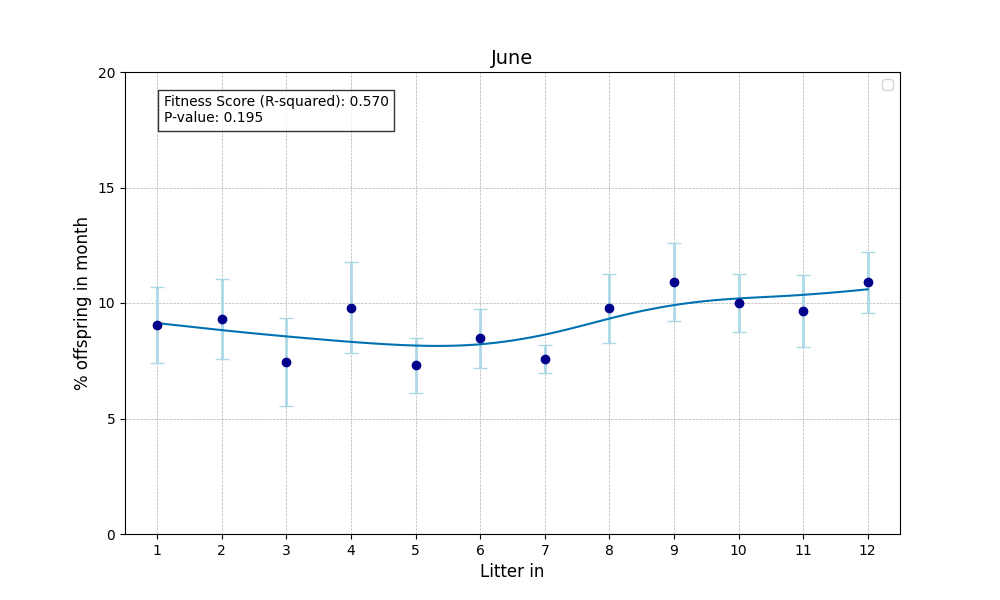 June
Fitness Score (R-squared): 0.570
P-value: 0.195
% offspring in month
20
15
10
5
0
1 2 3 4 5 6 7 8 9 10 11 12
Litter in